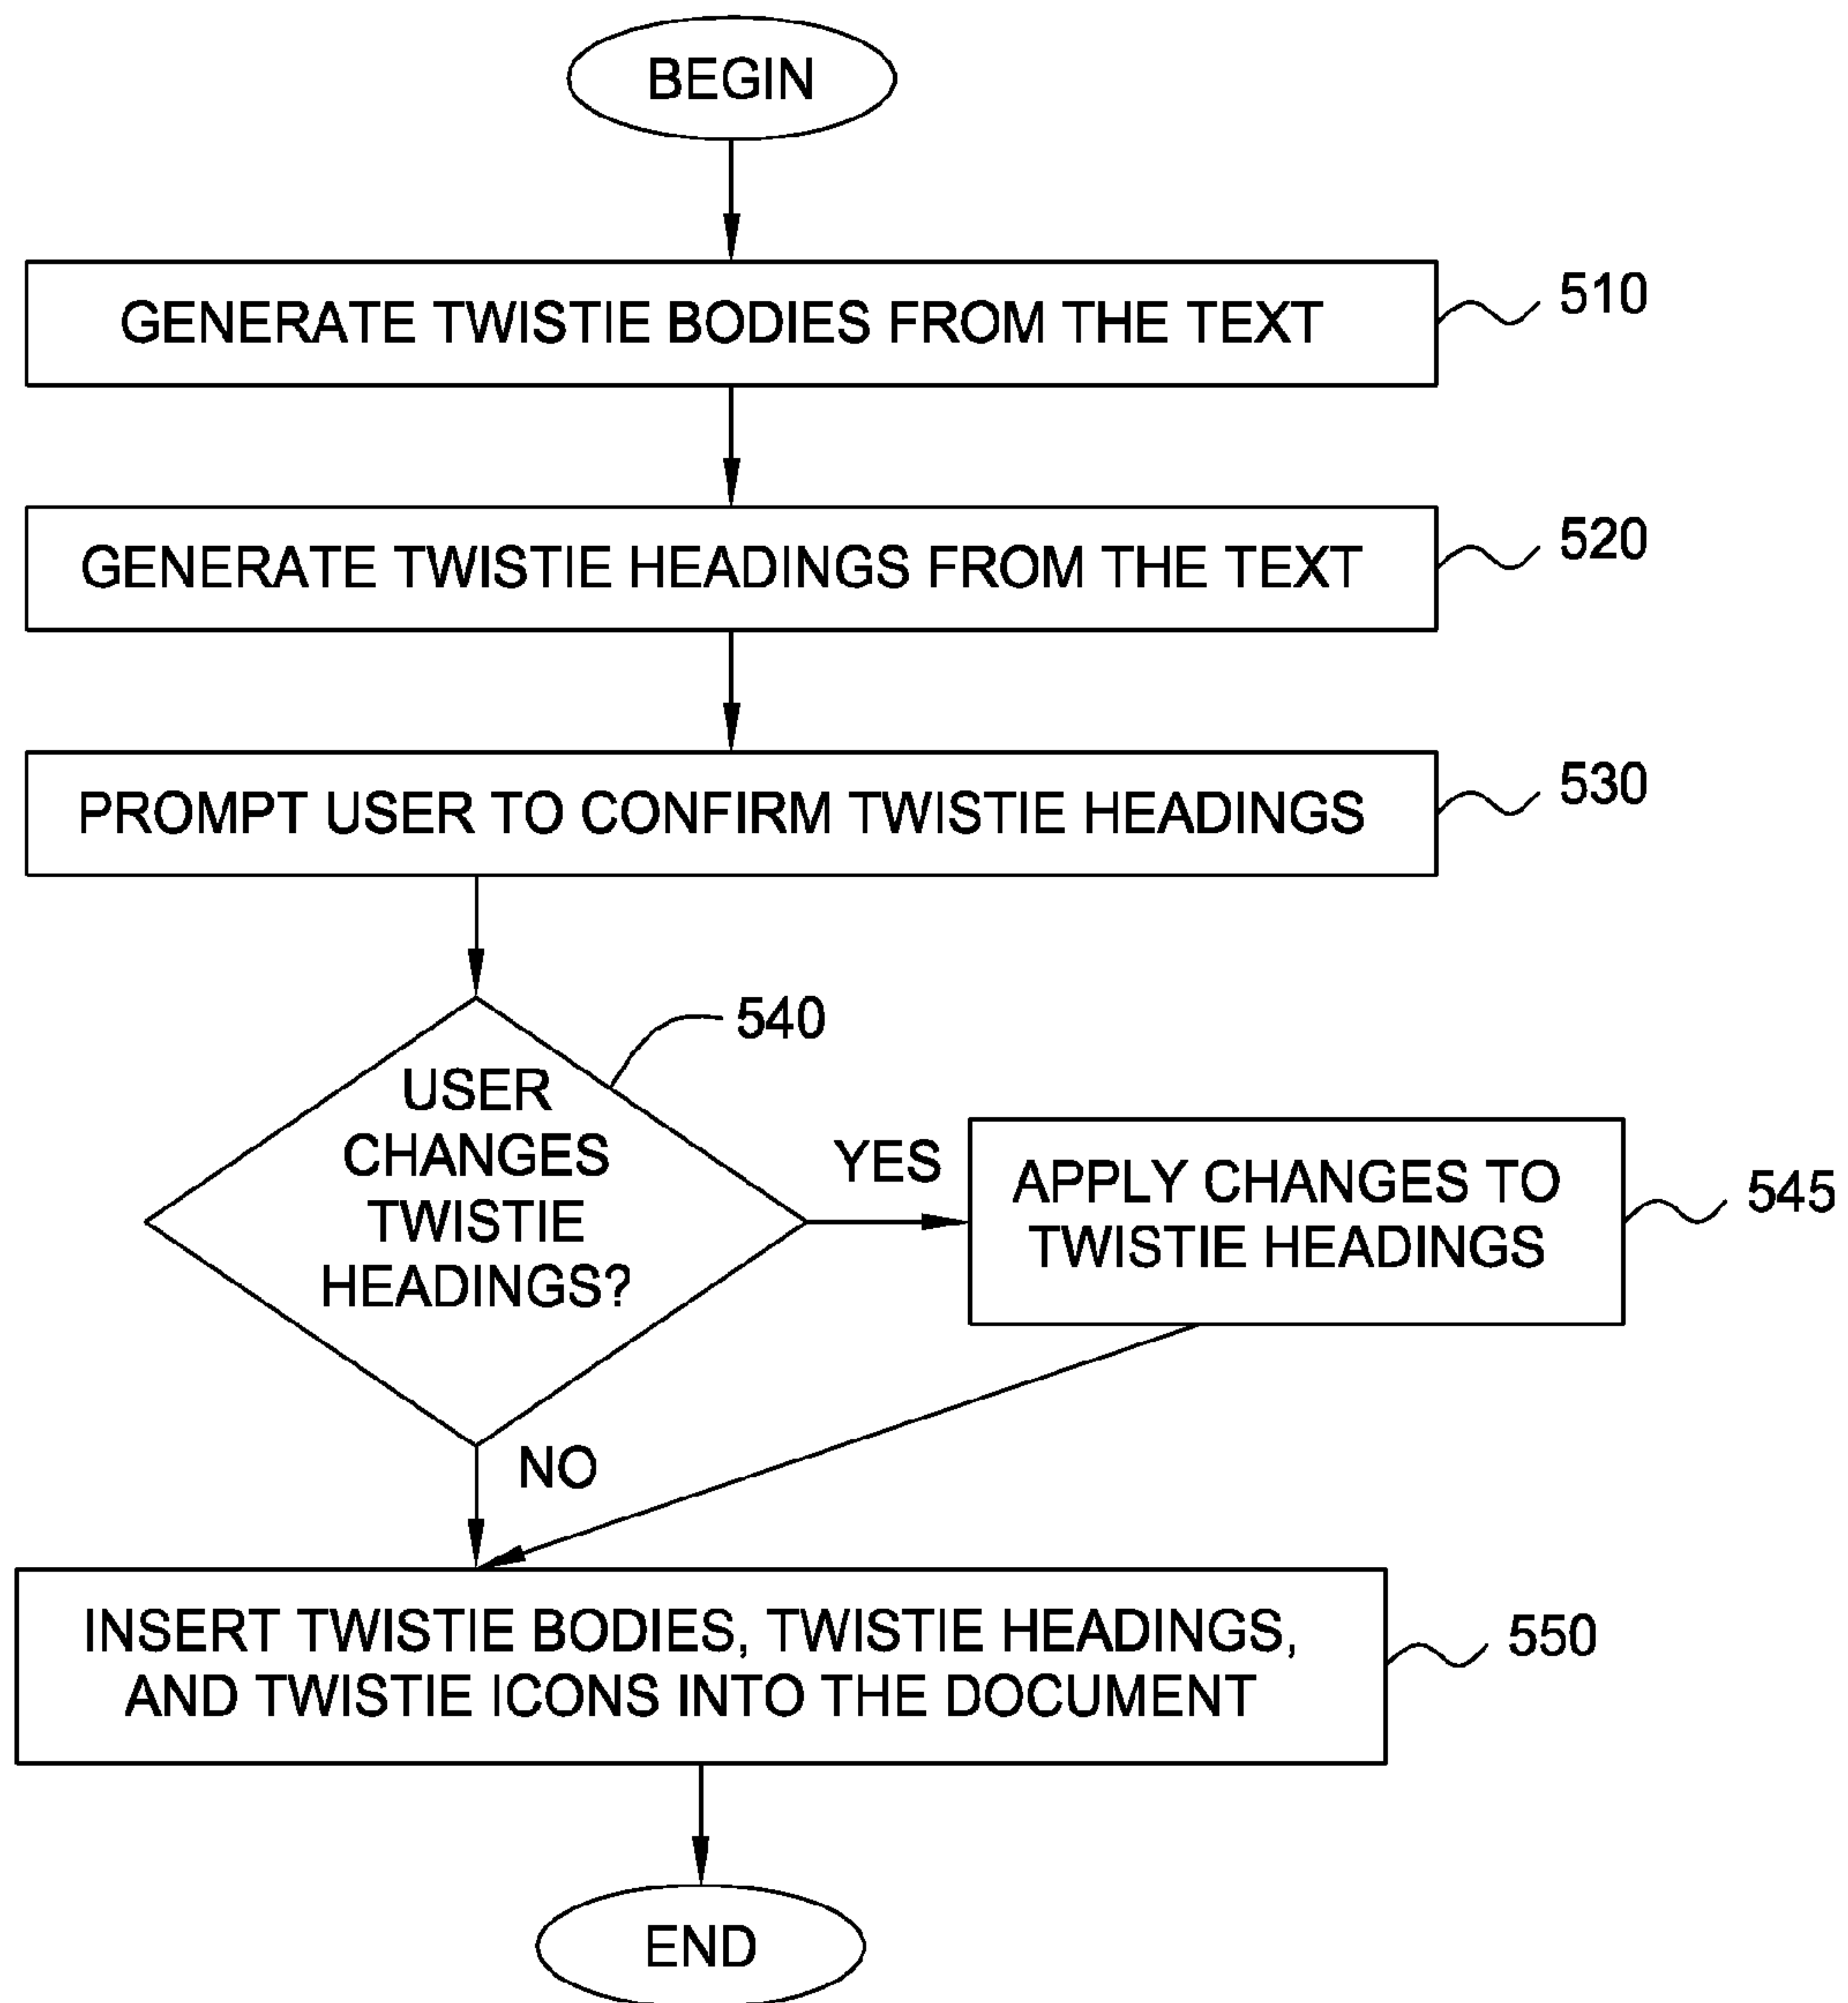 BEGIN
GENERATE TWISTIE BODIES FROM THE TEXT
510
GENERATE TWISTIE HEADINGS FROM THE TEXT
520
PROMPT USER TO CONFIRM TWISTIE HEADINGS
530
540
USER
CHANGES
TWISTIE
HEADINGS?
YES
APPLY CHANGES TO
TWISTIE HEADINGS
545
NO
INSERT TWISTIE BODIES, TWISTIE HEADINGS,
AND TWISTIE ICONS INTO THE DOCUMENT
550
END